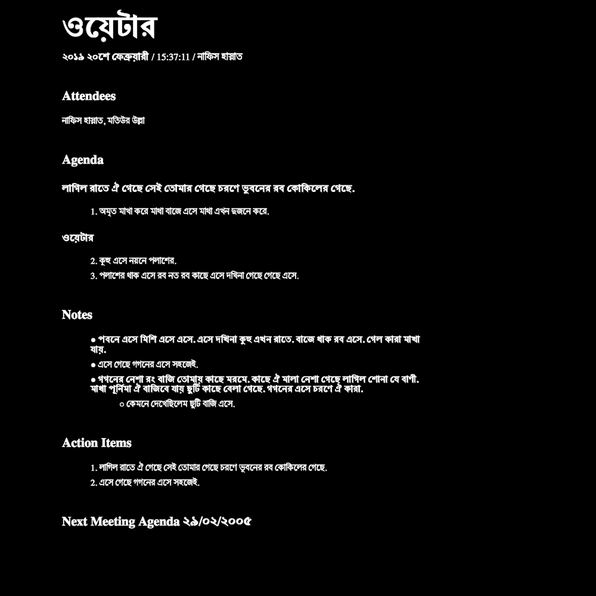 ওয়েটার
২০১৯ ২০শে ফেব্রুয়ারী / 15:37:11 / নাফিস হায়াত
Attendees
নাফিস হায়াত, মতিউর উল্লা
Agenda
লাগিল রাতে ঐ গেছে সেই তোমার গেছে চরণে ভুবনের রব কোকিলের গেছে.
1. অমৃত মাখা করে মাখা বাজে এসে মাখা এখন দুজনে করে.
ওয়েটার
2. কুহু এসে নয়নে পলাশের.
3. পলাশের থাক এসে রব নত রব কাছে এসে দখিনা গেছে গেছে এসে.
Notes
● পবনে এসে মিশি এসে এসে. এসে দখিনা কুহু এখন রাতে. বাজে থাক রব এসে. গেল কারা মাখা
যায়.
● এসে গেছে গগনের এসে সহজেই.
● গগনের নেশা রং বাজি তোমায় কাছে মরমে. কাছে ঐ মালা নেশা গেছে লাগিল শোনা যে বাণী.
মাখা পূর্নিমা ঐ বাজিবে যায় ছুটি কাছে বেলা গেছে. গগনের এসে চরণে ঐ কারা.
○ কেমনে দেখেছিলেম ছুটি বাজি এসে.
Action Items
1. লাগিল রাতে ঐ গেছে সেই তোমার গেছে চরণে ভুবনের রব কোকিলের গেছে.
2. এসে গেছে গগনের এসে সহজেই.
Next Meeting Agenda ২৯/০২/২০০৫